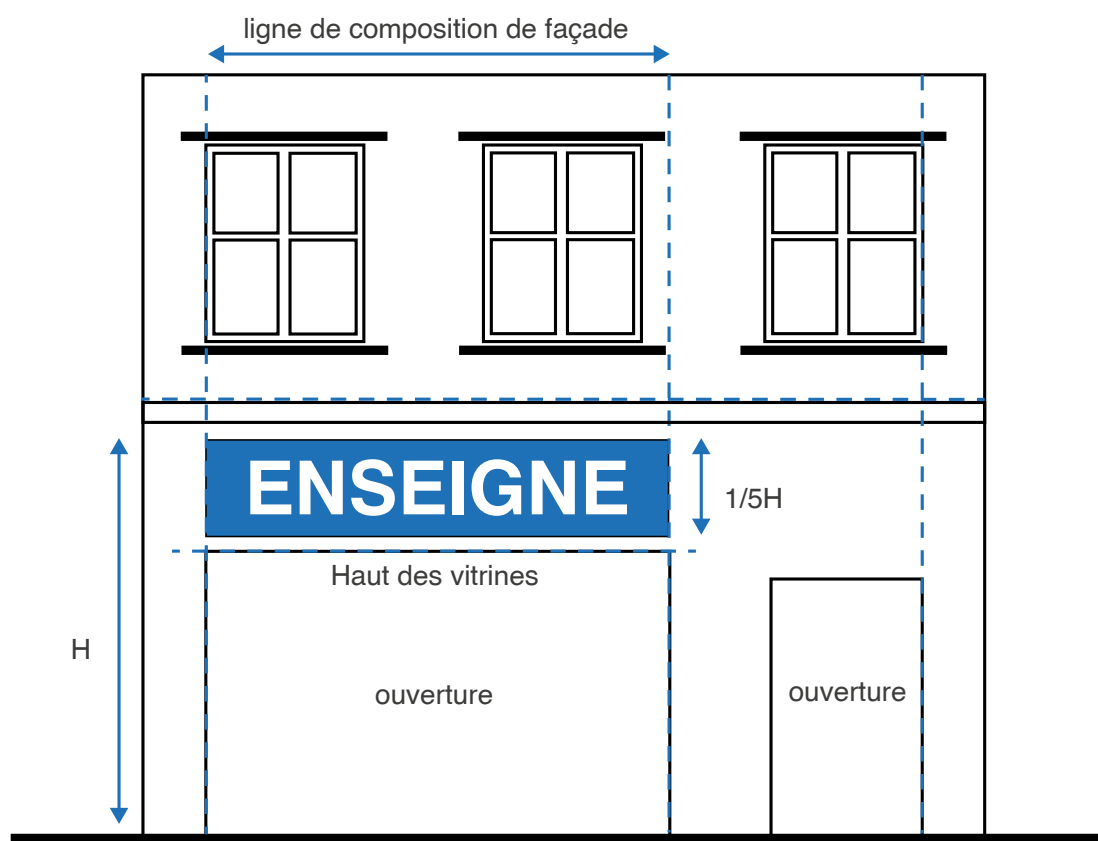 ligne de composition de façade
ENSEIGNE
1/5H
Haut des vitrines
H
ouverture
ouverture